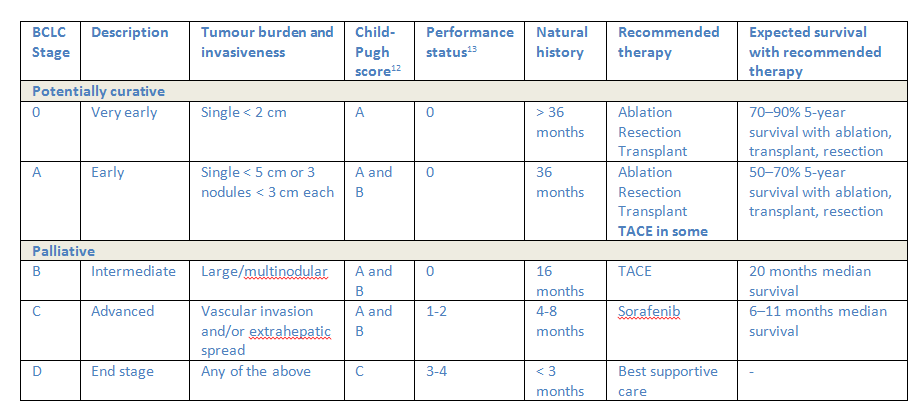 BCLC Stage | Description | Tumour burden and invasiveness | Child-Pugh score12 | Performance status13 | Natural history | Recommended therapy | Expected survival with recommended therapy
Potentially curative
0 | Very early | Single < 2 cm | A | 0 | > 36 months | Ablation Resection Transplant | 70–90% 5-year survival with ablation, transplant, resection
A | Early | Single < 5 cm or 3 nodules < 3 cm each | A and B | 0 | 36 months | Ablation Resection Transplant TACE in some | 50–70% 5-year survival with ablation, transplant, resection
Palliative
B | Intermediate | Large/multinodular | A and B | 0 | 16 months | TACE | 20 months median survival
C | Advanced | Vascular invasion and/or extrahepatic spread | A and B | 1-2 | 4-8 months | Sorafenib | 6–11 months median survival
D | End stage | Any of the above | C | 3-4 | < 3 months | Best supportive care | -